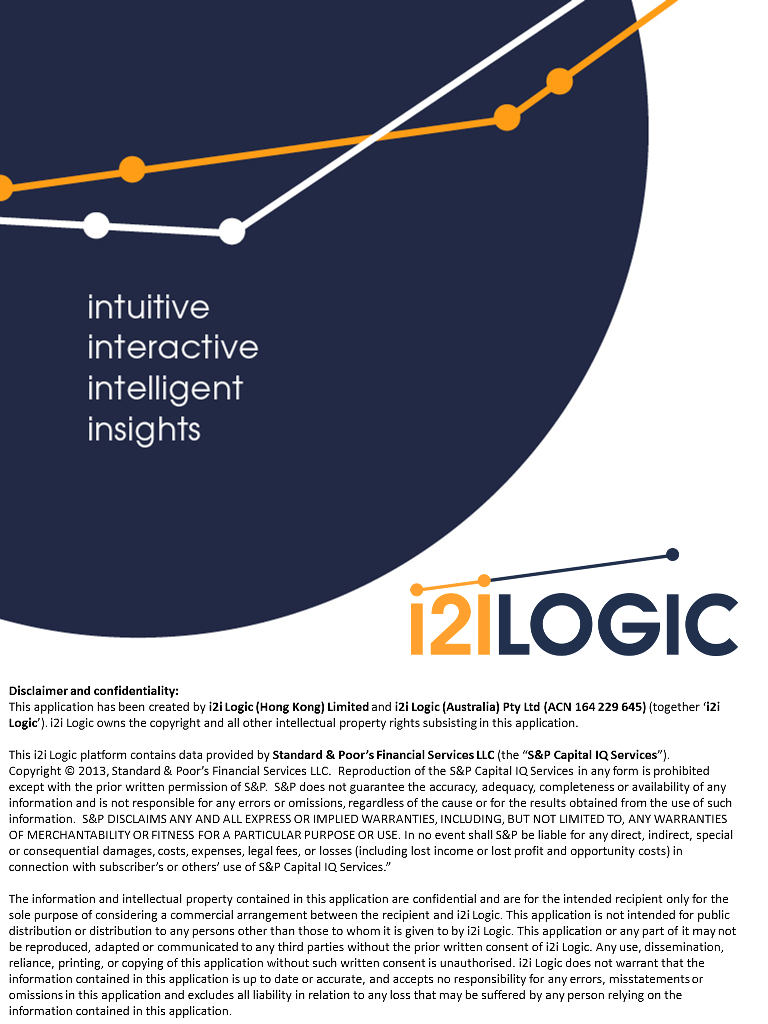 intuitive
interactive
intelligent
insights
i2iLOGIC
Disclaimer and confidentiality:
This application has been created by i2i Logic (Hong Kong) Limited and i2i Logic (Australia) Pty Ltd (ACN 164 229 645) (together ‘i2i
Logic’). i2i Logic owns the copyright and all other intellectual property rights subsisting in this application.
This i2i Logic platform contains data provided by Standard & Poor’s Financial Services LLC (the “S&P Capital IQ Services”).
Copyright © 2013, Standard & Poor’s Financial Services LLC. Reproduction of the S&P Capital IQ Services in any form is prohibited
except with the prior written permission of S&P. S&P does not guarantee the accuracy, adequacy, completeness or availability of any
information and is not responsible for any errors or omissions, regardless of the cause or for the results obtained from the use of such
information. S&P DISCLAIMS ANY AND ALL EXPRESS OR IMPLIED WARRANTIES, INCLUDING, BUT NOT LIMITED TO, ANY WARRANTIES
OF MERCHANTABILITY OR FITNESS FOR A PARTICULAR PURPOSE OR USE. In no event shall S&P be liable for any direct, indirect, special
or consequential damages, costs, expenses, legal fees, or losses (including lost income or lost profit and opportunity costs) in
connection with subscriber’s or others’ use of S&P Capital IQ Services.”
The information and intellectual property contained in this application are confidential and are for the intended recipient only for the
sole purpose of considering a commercial arrangement between the recipient and i2i Logic. This application is not intended for public
distribution or distribution to any persons other than those to whom it is given to by i2i Logic. This application or any part of it may not
be reproduced, adapted or communicated to any third parties without the prior written consent of i2i Logic. Any use, dissemination,
reliance, printing, or copying of this application without such written consent is unauthorised. i2i Logic does not warrant that the
information contained in this application is up to date or accurate, and accepts no responsibility for any errors, misstatements or
omissions in this application and excludes all liability in relation to any loss that may be suffered by any person relying on the
information contained in this application.